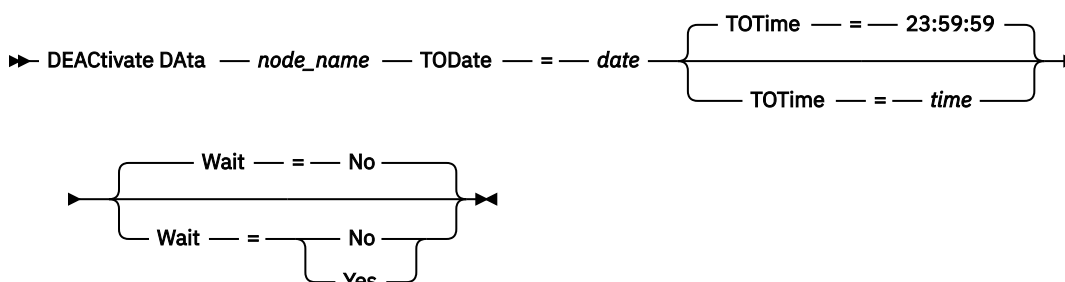 TOTime = 23:59:59
DEACtivate DAta node_name TODate = date
TOTime = time
Wait = No
Wait = No
Yes